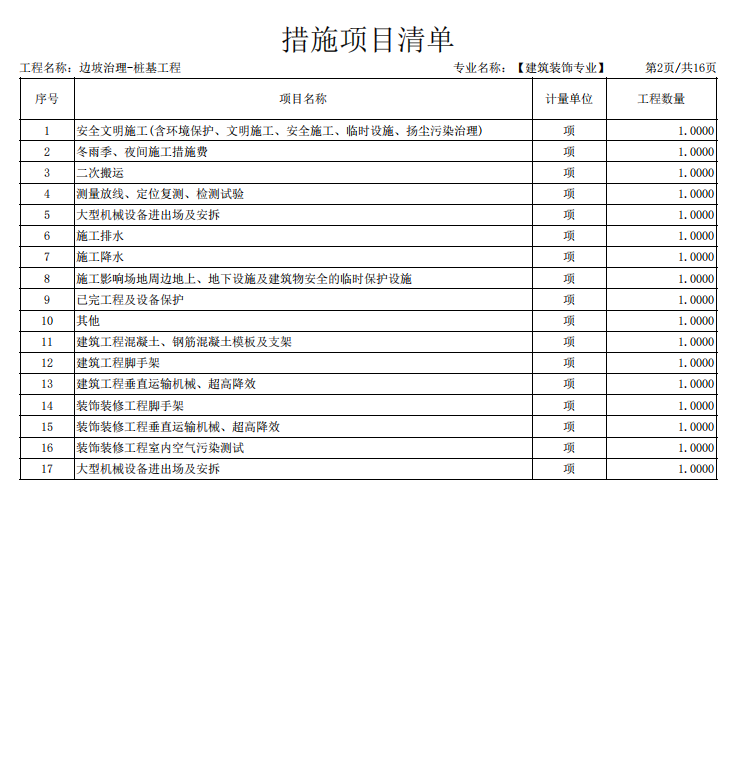 措施项目清单
工程名称：边坡治理-桩基工程 专业名称：【建筑装饰专业】 第2页/共16页
序号 项目名称 计量单位 工程数量
1 安全文明施工(含环境保护、文明施工、安全施工、临时设施、扬尘污染治理) 项 1.0000
2 冬雨季、夜间施工措施费 项 1.0000
3 二次搬运 项 1.0000
4 测量放线、定位复测、检测试验 项 1.0000
5 大型机械设备进出场及安拆 项 1.0000
6 施工排水 项 1.0000
7 施工降水 项 1.0000
8 施工影响场地周边地上、地下设施及建筑物安全的临时保护设施 项 1.0000
9 已完工程及设备保护 项 1.0000
10 其他 项 1.0000
11 建筑工程混凝土、钢筋混凝土模板及支架 项 1.0000
12 建筑工程脚手架 项 1.0000
13 建筑工程垂直运输机械、超高降效 项 1.0000
14 装饰装修工程脚手架 项 1.0000
15 装饰装修工程垂直运输机械、超高降效 项 1.0000
16 装饰装修工程室内空气污染测试 项 1.0000
17 大型机械设备进出场及安拆 项 1.0000